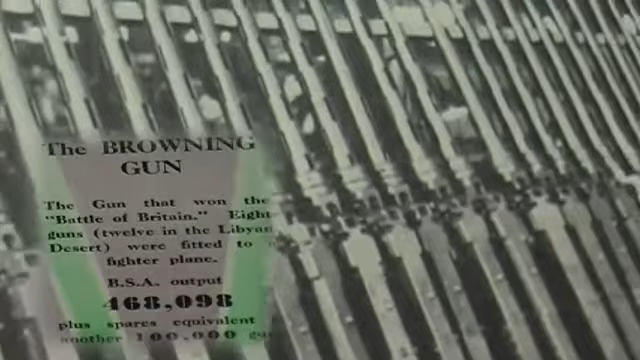 The BROWNING
GUN
The Gun that won the
"Battle of Britain." Eight
guns (twelve in the Libyan
Desert) were fitted to
fighter plane.
B.S.A. output
468,098
plus spares equivalent
another 100,000